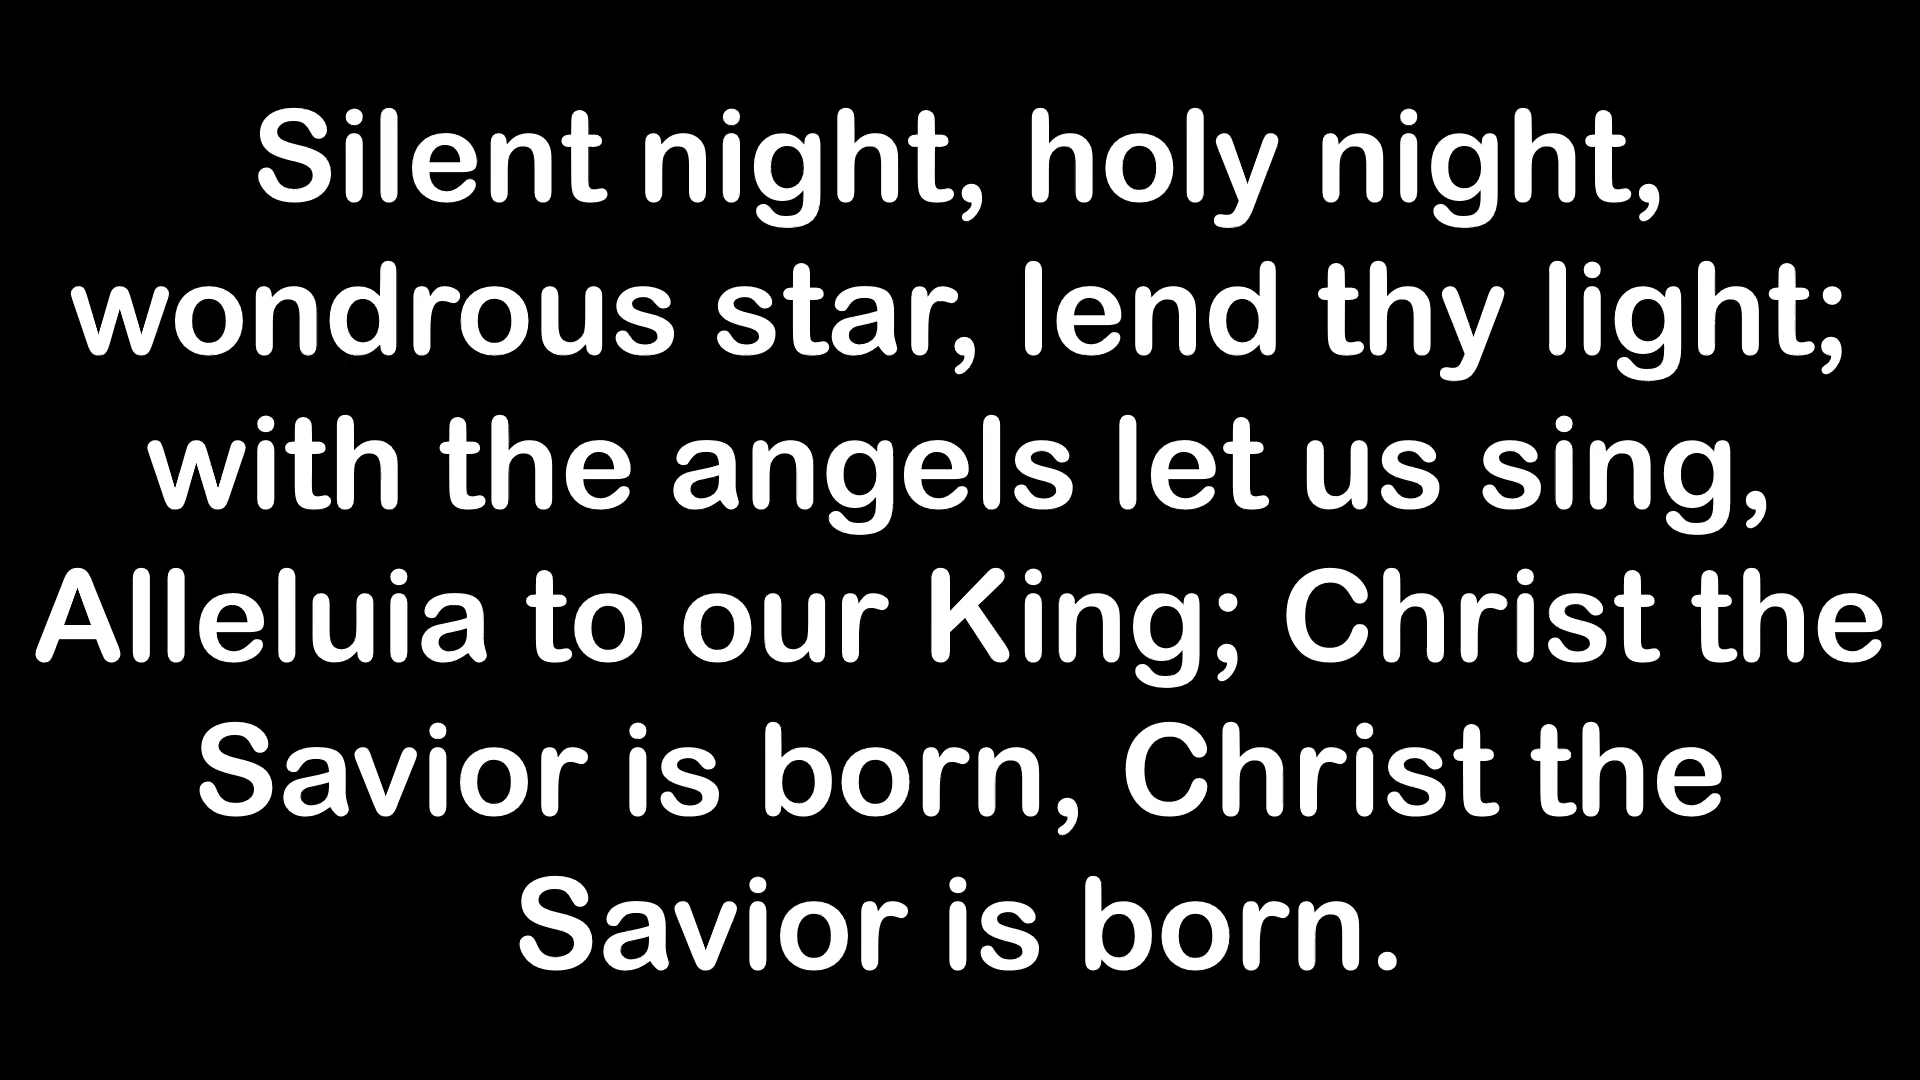 Silent night, holy night,
wondrous star, lend thy light;
with the angels let us sing,
Alleluia to our King; Christ the
Savior is born, Christ the
Savior is born.